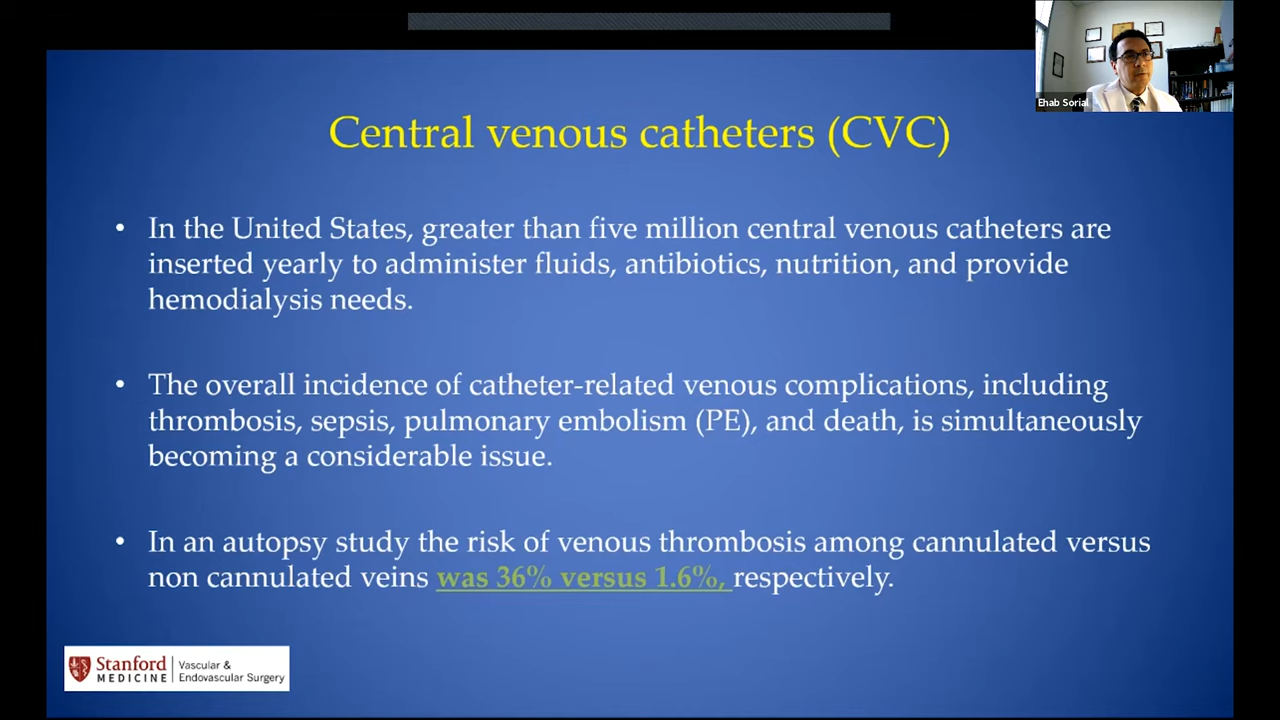 Ehab Sorial
Central venous catheters (CVC)
• In the United States, greater than five million central venous catheters are
inserted yearly to administer fluids, antibiotics, nutrition, and provide
hemodialysis needs.
• The overall incidence of catheter-related venous complications, including
thrombosis, sepsis, pulmonary embolism (PE), and death, is simultaneously
becoming a considerable issue.
• In an autopsy study the risk of venous thrombosis among cannulated versus
non cannulated veins was 36% versus 1.6%, respectively.
Stanford
MEDICINE
Vascular &
Endovascular Surgery